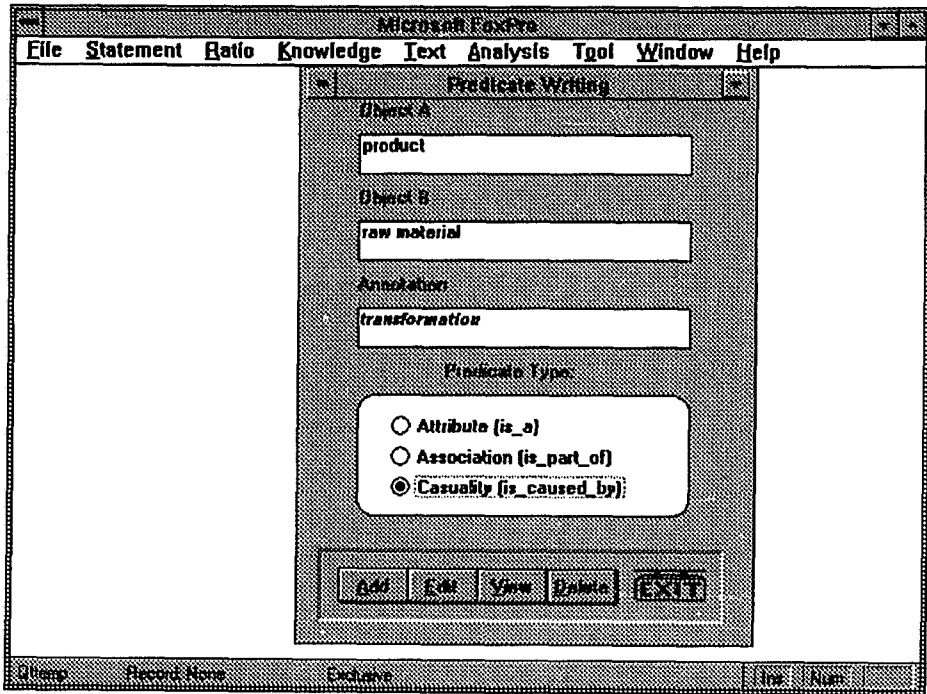 Microsoft FoxPro
File Statement Ratio Knowledge Text Analysis Tool Window Help
Predicate Writing
Object A
product
Object B
raw material
Annotation
transformation
Predicate Type:
Attribute (is_a)
Association (is_part_of)
Casuality (is_caused_by)
Add Edit View Delete EXIT
Record: None Exclusive Ins Num